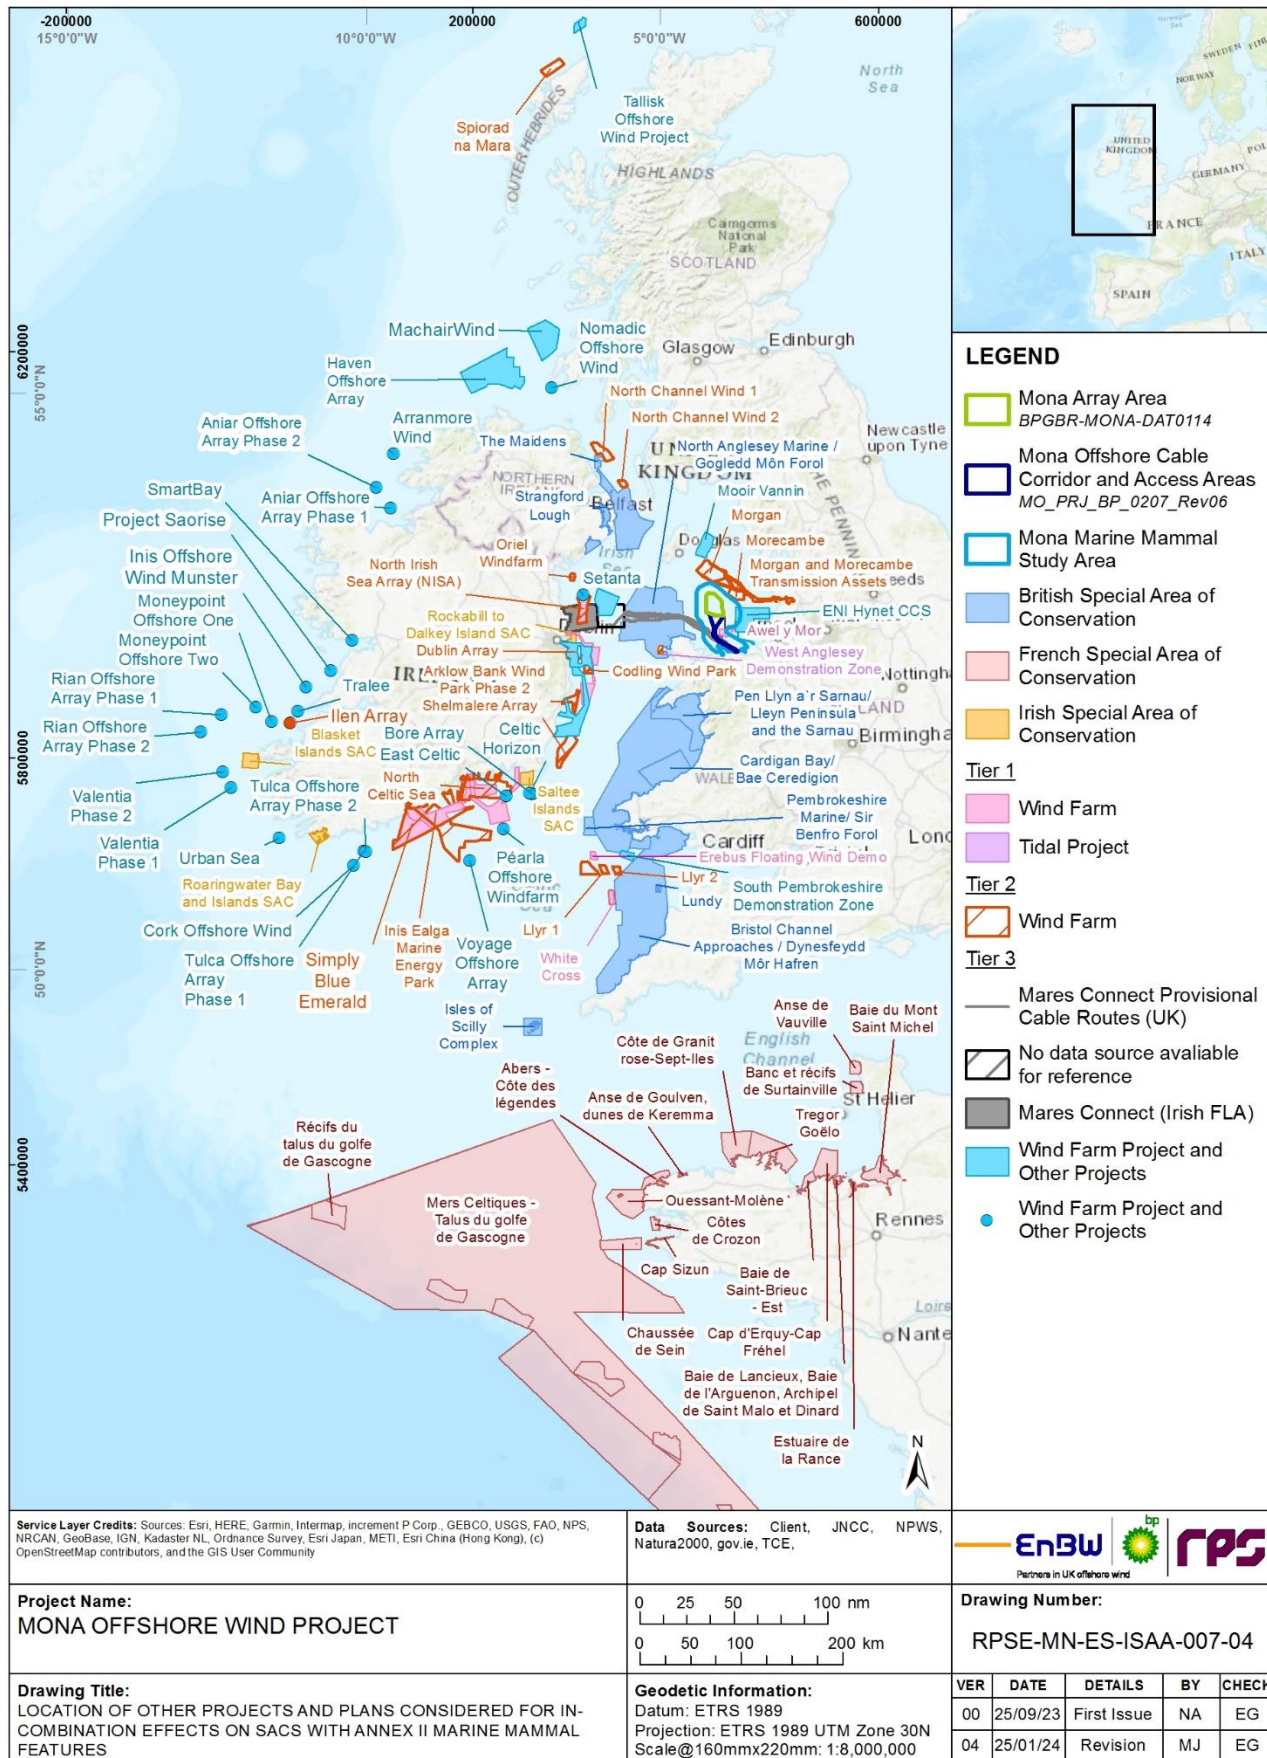 -200000
200000
600000
15°0'0"W
10°0'0"W
5°0'0"W
North
Sea
Tallisk
Offshore
Wind Project
Spiorad
na Mara
OUTER HEBRIDES
HIGHLANDS
Cairngorms
National
Park
SCOTLAND
6200000
55°0'0"N
MachairWind
Nomadic
Offshore
Wind
Haven
Offshore
Array
Glasgow
Edinburgh
North Channel Wind 1
North Channel Wind 2
Arranmore
Wind
Aniar Offshore
Array Phase 2
The Maidens
North Anglesey Marine /
Gogledd Môn Forol
Newcastle
upon Tyne
UN
KINGDOM
NORTHERN
Belfast
SmartBay
Aniar Offshore
Array Phase 1
Strangford
Lough
Mooir Vannin
Project Saorise
Morgan
Irish
Douglas
Morecambe
Oriel
Windfarm
Inis Offshore
Wind Munster
North Irish
Sea Array (NISA)
Setanta
Morgan and Morecambe
Transmission Assets
eeds
THE PENNINE
Moneypoint
Offshore One
Rockabill to
Dalkey Island SAC
ENI Hynet CCS
Moneypoint
Offshore Two
Dublin Array
Awel y Mor
West Anglesey
Demonstration Zone
Rian Offshore
Array Phase 1
Tralee
Arklow Bank Wind
Park Phase 2
Codling Wind Park
Nottingh
Shelmalere Array
Pen Llyn a`r Sarnau/
Lleyn Peninsula
and the Sarnau
LAND
Ilen Array
Rian Offshore
Array Phase 2
Blasket
Islands SAC
Bore Array
Celtic
Horizon
Birmingha
5800000
East Celtic
Cardigan Bay/
Bae Ceredigion
WALE
North
Celtic Sea
Valentia
Phase 2
Tulca Offshore
Array Phase 2
Saltee
Islands
SAC
Pembrokeshire
Marine/ Sir
Benfro Forol
Valentia
Phase 1
Urban Sea
Cardiff
Lonc
Péarla
Offshore
Windfarm
Erebus Floating Wind Demo
Roaringwater Bay
and Islands SAC
Llyr 2
South Pembrokeshire
Demonstration Zone
Lundy
Cork Offshore Wind
Inis Ealga
Marine
Energy
Park
Voyage
Offshore
Array
Llyr 1
Bristol Channel
Approaches / Dynesfeydd
Môr Hafren
50°0'0"N
Tulca Offshore
Array
Phase 1
Simply
Blue
Emerald
White
Cross
Isles of
Scilly
Complex
English
Channel
Anse de
Vauville
Baie du Mont
Saint Michel
Côte de Granit
rose-Sept-Iles
Abers -
Côte des
légendes
Banc et récifs
de Surtainville
Anse de Goulven,
dunes de Keremma
St Helier
Tregor
Goëlo
Récifs du
talus du golfe
de Gascogne
5400000
Mers Celtiques -
Talus du golfe
de Gascogne
Ouessant-Molène
Côtes
de Crozon
Rennes
Cap Sizun
Baie de
Saint-Brieuc
- Est
Loire
Chaussée
de Sein
Cap d'Erquy-Cap
Fréhel
Nante
Baie de Lancieux, Baie
de l'Arguenon, Archipel
de Saint Malo et Dinard
Estuaire de
la Rance
N
Norwegian
Sea
SWEDEN
FINL
NORWAY
UNITED
KINGDOM
POL
GERMANY
FRANCE
ITALY
SPAIN
LEGEND
Mona Array Area
BPGBR-MONA-DAT0114
Mona Offshore Cable
Corridor and Access Areas
MO_PRJ_BP_0207_Rev06
Mona Marine Mammal
Study Area
British Special Area of
Conservation
French Special Area of
Conservation
Irish Special Area of
Conservation
Tier 1
Wind Farm
Tidal Project
Tier 2
Wind Farm
Tier 3
Mares Connect Provisional
Cable Routes (UK)
No data source avaliable
for reference
Mares Connect (Irish FLA)
Wind Farm Project and
Other Projects
Wind Farm Project and
Other Projects
Service Layer Credits: Sources: Esri, HERE, Garmin, Intermap, increment P Corp., GEBCO, USGS, FAO, NPS,
NRCAN, GeoBase, IGN, Kadaster NL, Ordnance Survey, Esri Japan, METI, Esri China (Hong Kong), (c)
OpenStreetMap contributors, and the GIS User Community
Data Sources: Client, JNCC, NPWS,
Natura2000, gov.ie, TCE,
EnBW
bp
rps
Partners in UK offshore wind
Project Name:
MONA OFFSHORE WIND PROJECT
0 25 50 100 nm
0 50 100 200 km
Drawing Number:
RPSE-MN-ES-ISAA-007-04
Drawing Title:
LOCATION OF OTHER PROJECTS AND PLANS CONSIDERED FOR IN-
COMBINATION EFFECTS ON SACS WITH ANNEX II MARINE MAMMAL
FEATURES
Geodetic Information:
Datum: ETRS 1989
Projection: ETRS 1989 UTM Zone 30N
Scale@160mmx220mm: 1:8,000,000
VER DATE DETAILS BY CHECK
00 25/09/23 First Issue NA EG
04 25/01/24 Revision MJ EG